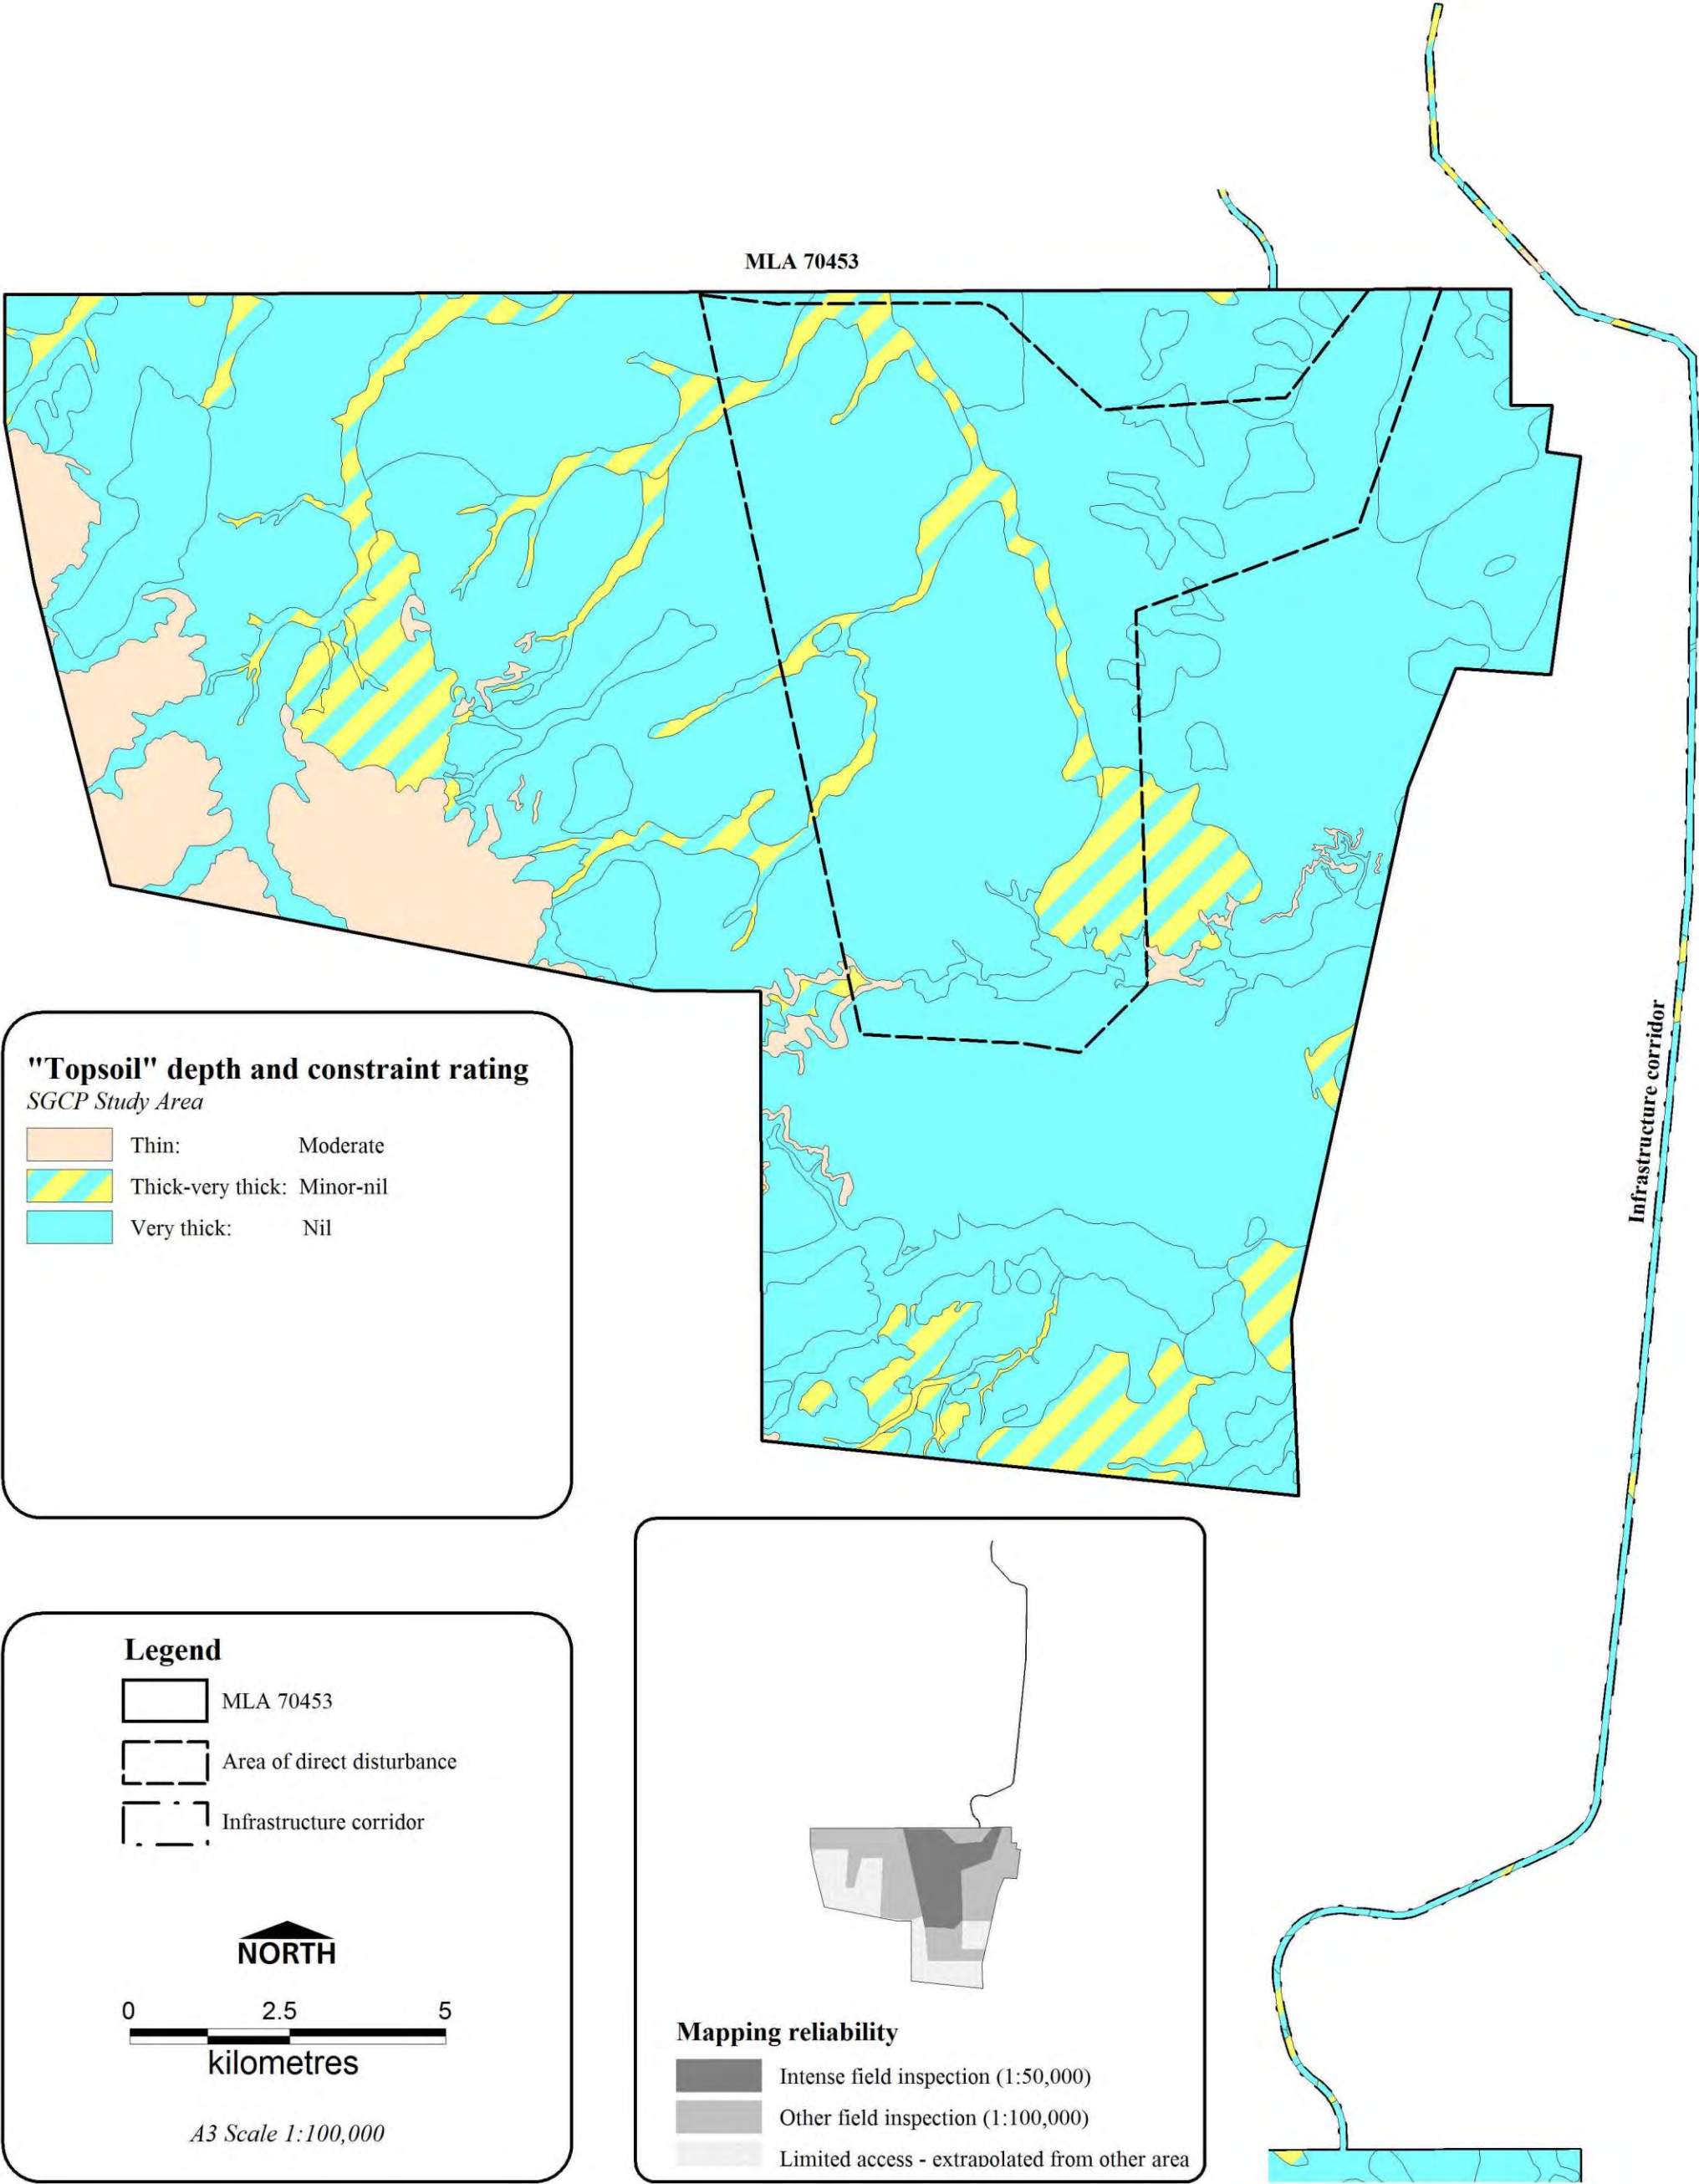 MLA 70453
Infrastructure corridor
"Topsoil" depth and constraint rating
SGCP Study Area
Thin: Moderate
Thick-very thick: Minor-nil
Very thick: Nil
Legend
MLA 70453
Area of direct disturbance
Infrastructure corridor
NORTH
0 2.5 5
kilometres
A3 Scale 1:100,000
Mapping reliability
Intense field inspection (1:50,000)
Other field inspection (1:100,000)
Limited access - extrapolated from other area